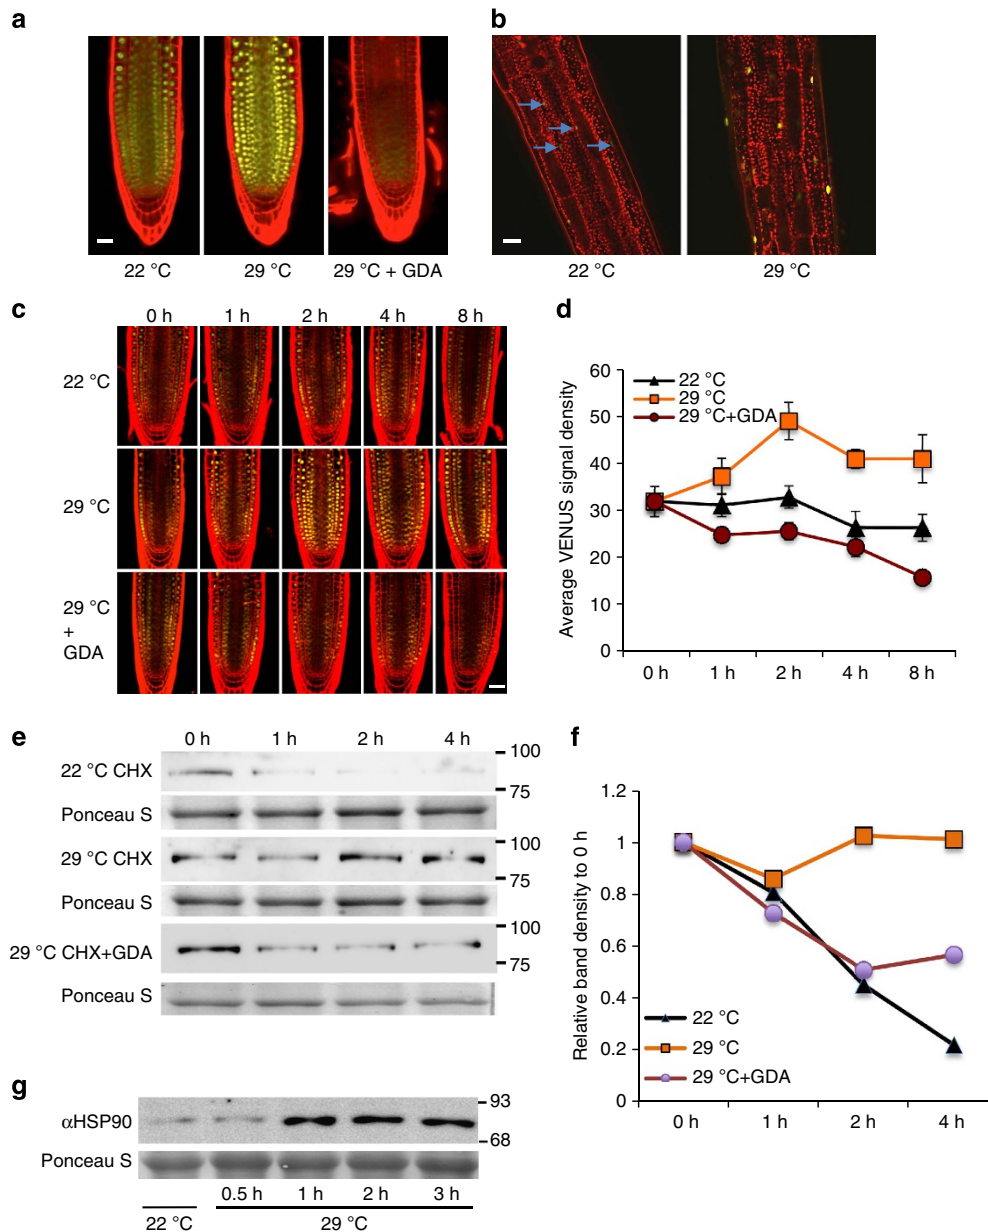 a
22 °C
29 °C
29 °C + GDA
b
22 °C
29 °C
c
0 h
1 h
2 h
4 h
8 h
22 °C
29 °C
29 °C
+
GDA
d
Average VENUS signal density
60
50
40
30
20
10
0
22 °C
29 °C
29 °C+GDA
0 h
1 h
2 h
4 h
8 h
e
0 h
1 h
2 h
4 h
22 °C CHX
100
75
Ponceau S
29 °C CHX
100
75
Ponceau S
29 °C CHX+GDA
100
75
Ponceau S
f
Relative band density to 0 h
1.2
1
0.8
0.6
0.4
0.2
0
22 °C
29 °C
29 °C+GDA
0 h
1 h
2 h
4 h
g
αHSP90
93
68
Ponceau S
0.5 h
1 h
2 h
3 h
22 °C
29 °C